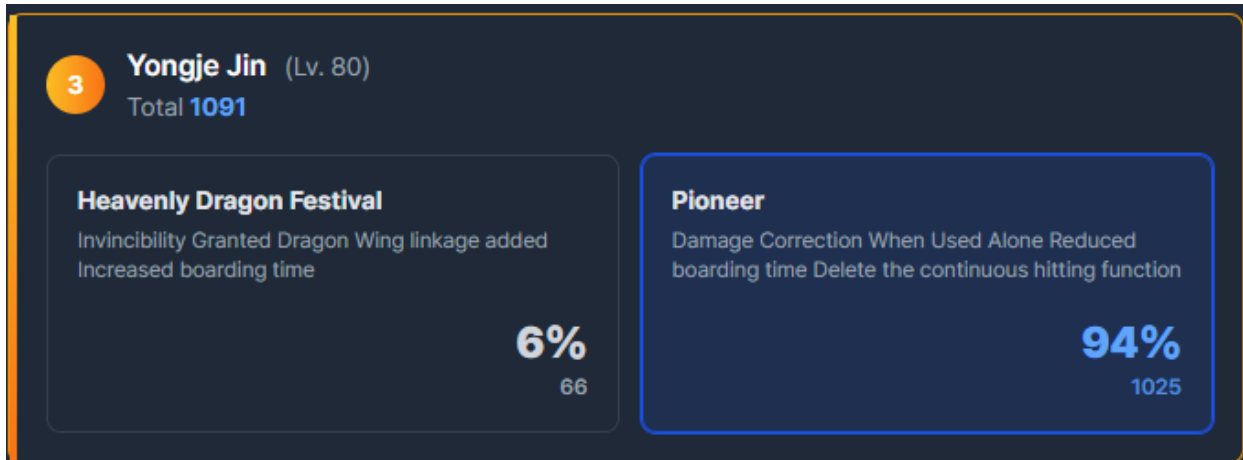 3
Yongje Jin (Lv. 80)
Total 1091
Heavenly Dragon Festival
Invincibility Granted Dragon Wing linkage added
Increased boarding time
6%
66
Pioneer
Damage Correction When Used Alone Reduced
boarding time Delete the continuous hitting function
94%
1025